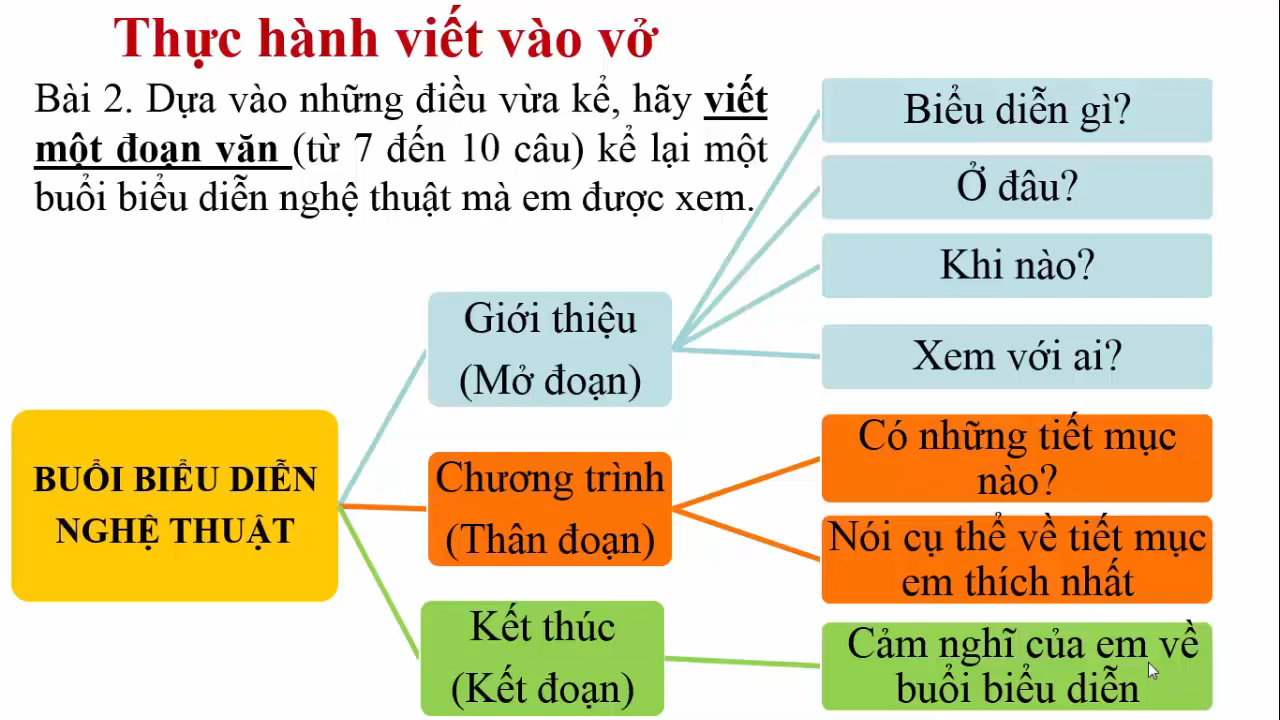 Thực hành viết vào vở
Bài 2. Dựa vào những điều vừa kể, hãy viết
một đoạn văn (từ 7 đến 10 câu) kể lại một
buổi biểu diễn nghệ thuật mà em được xem.
BUỔI BIỂU DIỄN
NGHỆ THUẬT
Giới thiệu
(Mở đoạn)
Biểu diễn gì?
Ở đâu?
Khi nào?
Xem với ai?
Chương trình
(Thân đoạn)
Có những tiết mục
nào?
Nói cụ thể về tiết mục
em thích nhất
Kết thúc
(Kết đoạn)
Cảm nghĩ của em về
buổi biểu diễn